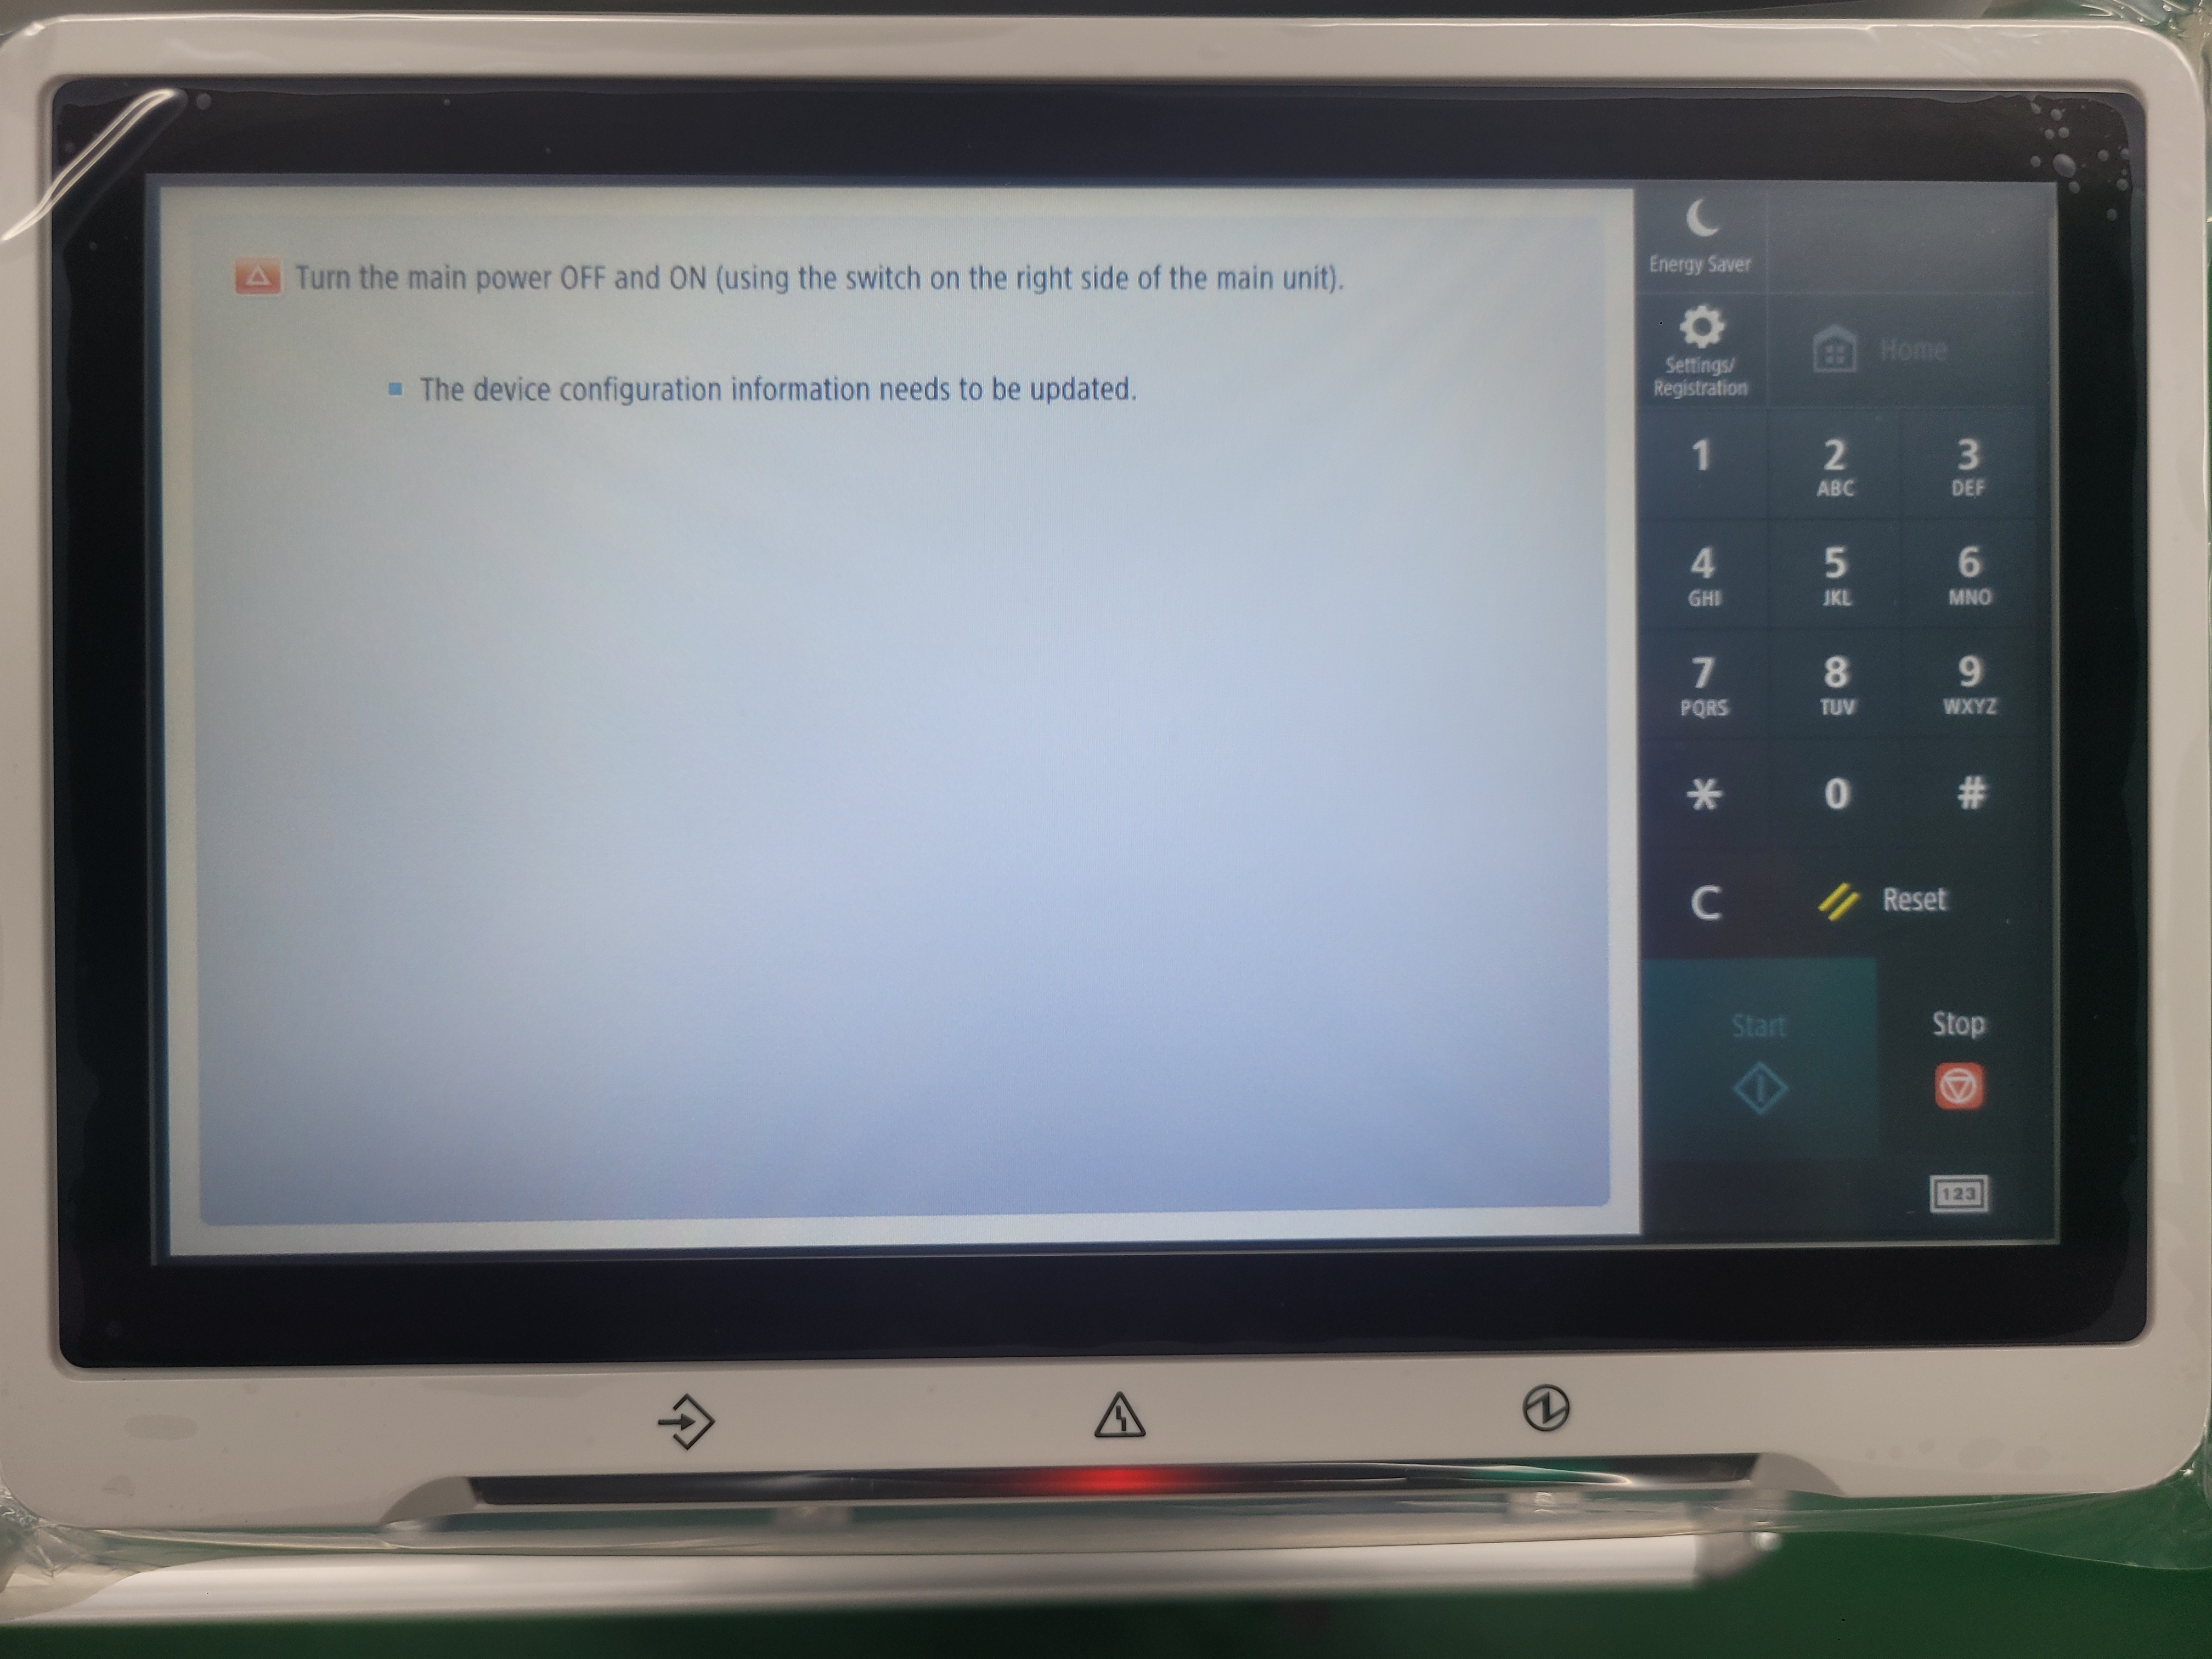 Turn the main power OFF and ON (using the switch on the right side of the main unit).
The device configuration information needs to be updated.
Energy Saver
Settings/
Registration
Home
1
2
ABC
3
DEF
4
GHI
5
JKL
6
MNO
7
PQRS
8
TUV
9
WXYZ
*
0
#
C
Reset
Start
Stop
123